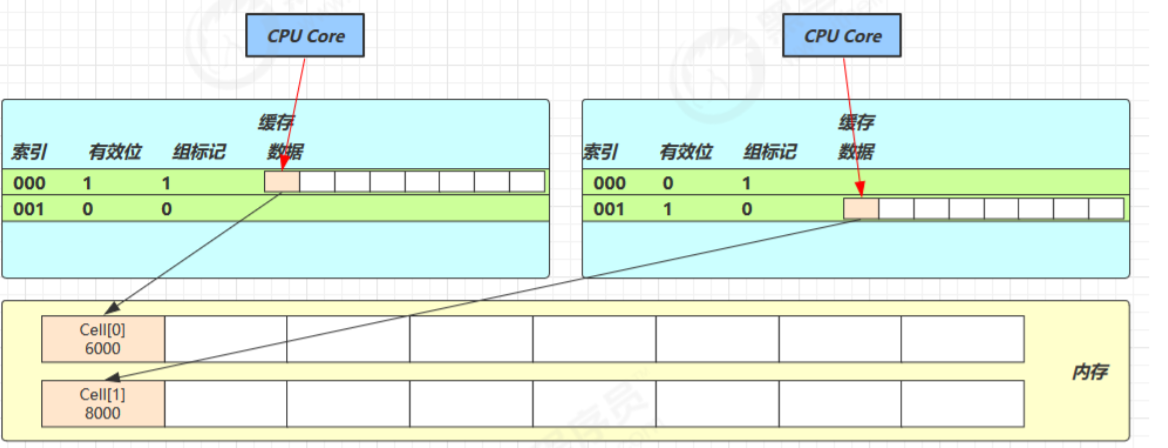 CPU Core
CPU Core
缓存
索引 有效位 组标记 数据
000 1 1
001 0 0
缓存
索引 有效位 组标记 数据
000 0 1
001 1 0
Cell[0]
6000
Cell[1]
8000
内存